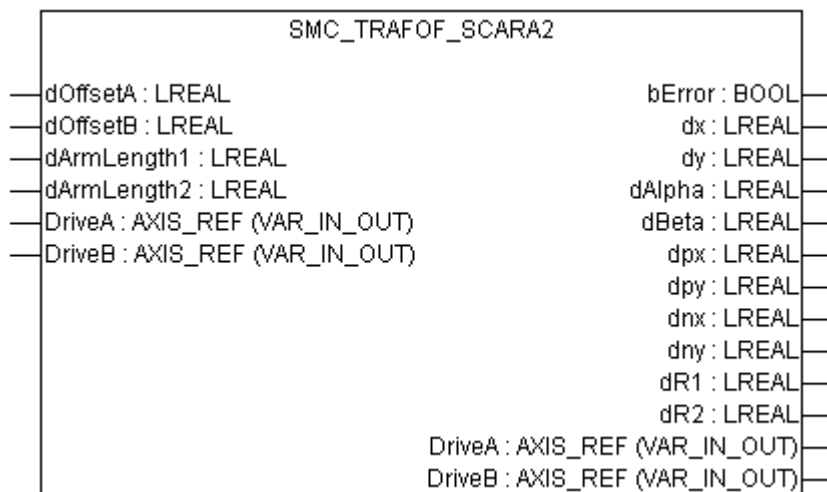 SMC_TRAFOF_SCARA2
dOffsetA : LREAL
bError : BOOL
dOffsetB : LREAL
dx : LREAL
dArmLength1 : LREAL
dy : LREAL
dArmLength2 : LREAL
dAlpha : LREAL
DriveA : AXIS_REF (VAR_IN_OUT)
dBeta : LREAL
DriveB : AXIS_REF (VAR_IN_OUT)
dpx : LREAL
dpy : LREAL
dnx : LREAL
dny : LREAL
dR1 : LREAL
dR2 : LREAL
DriveA : AXIS_REF (VAR_IN_OUT)
DriveB : AXIS_REF (VAR_IN_OUT)